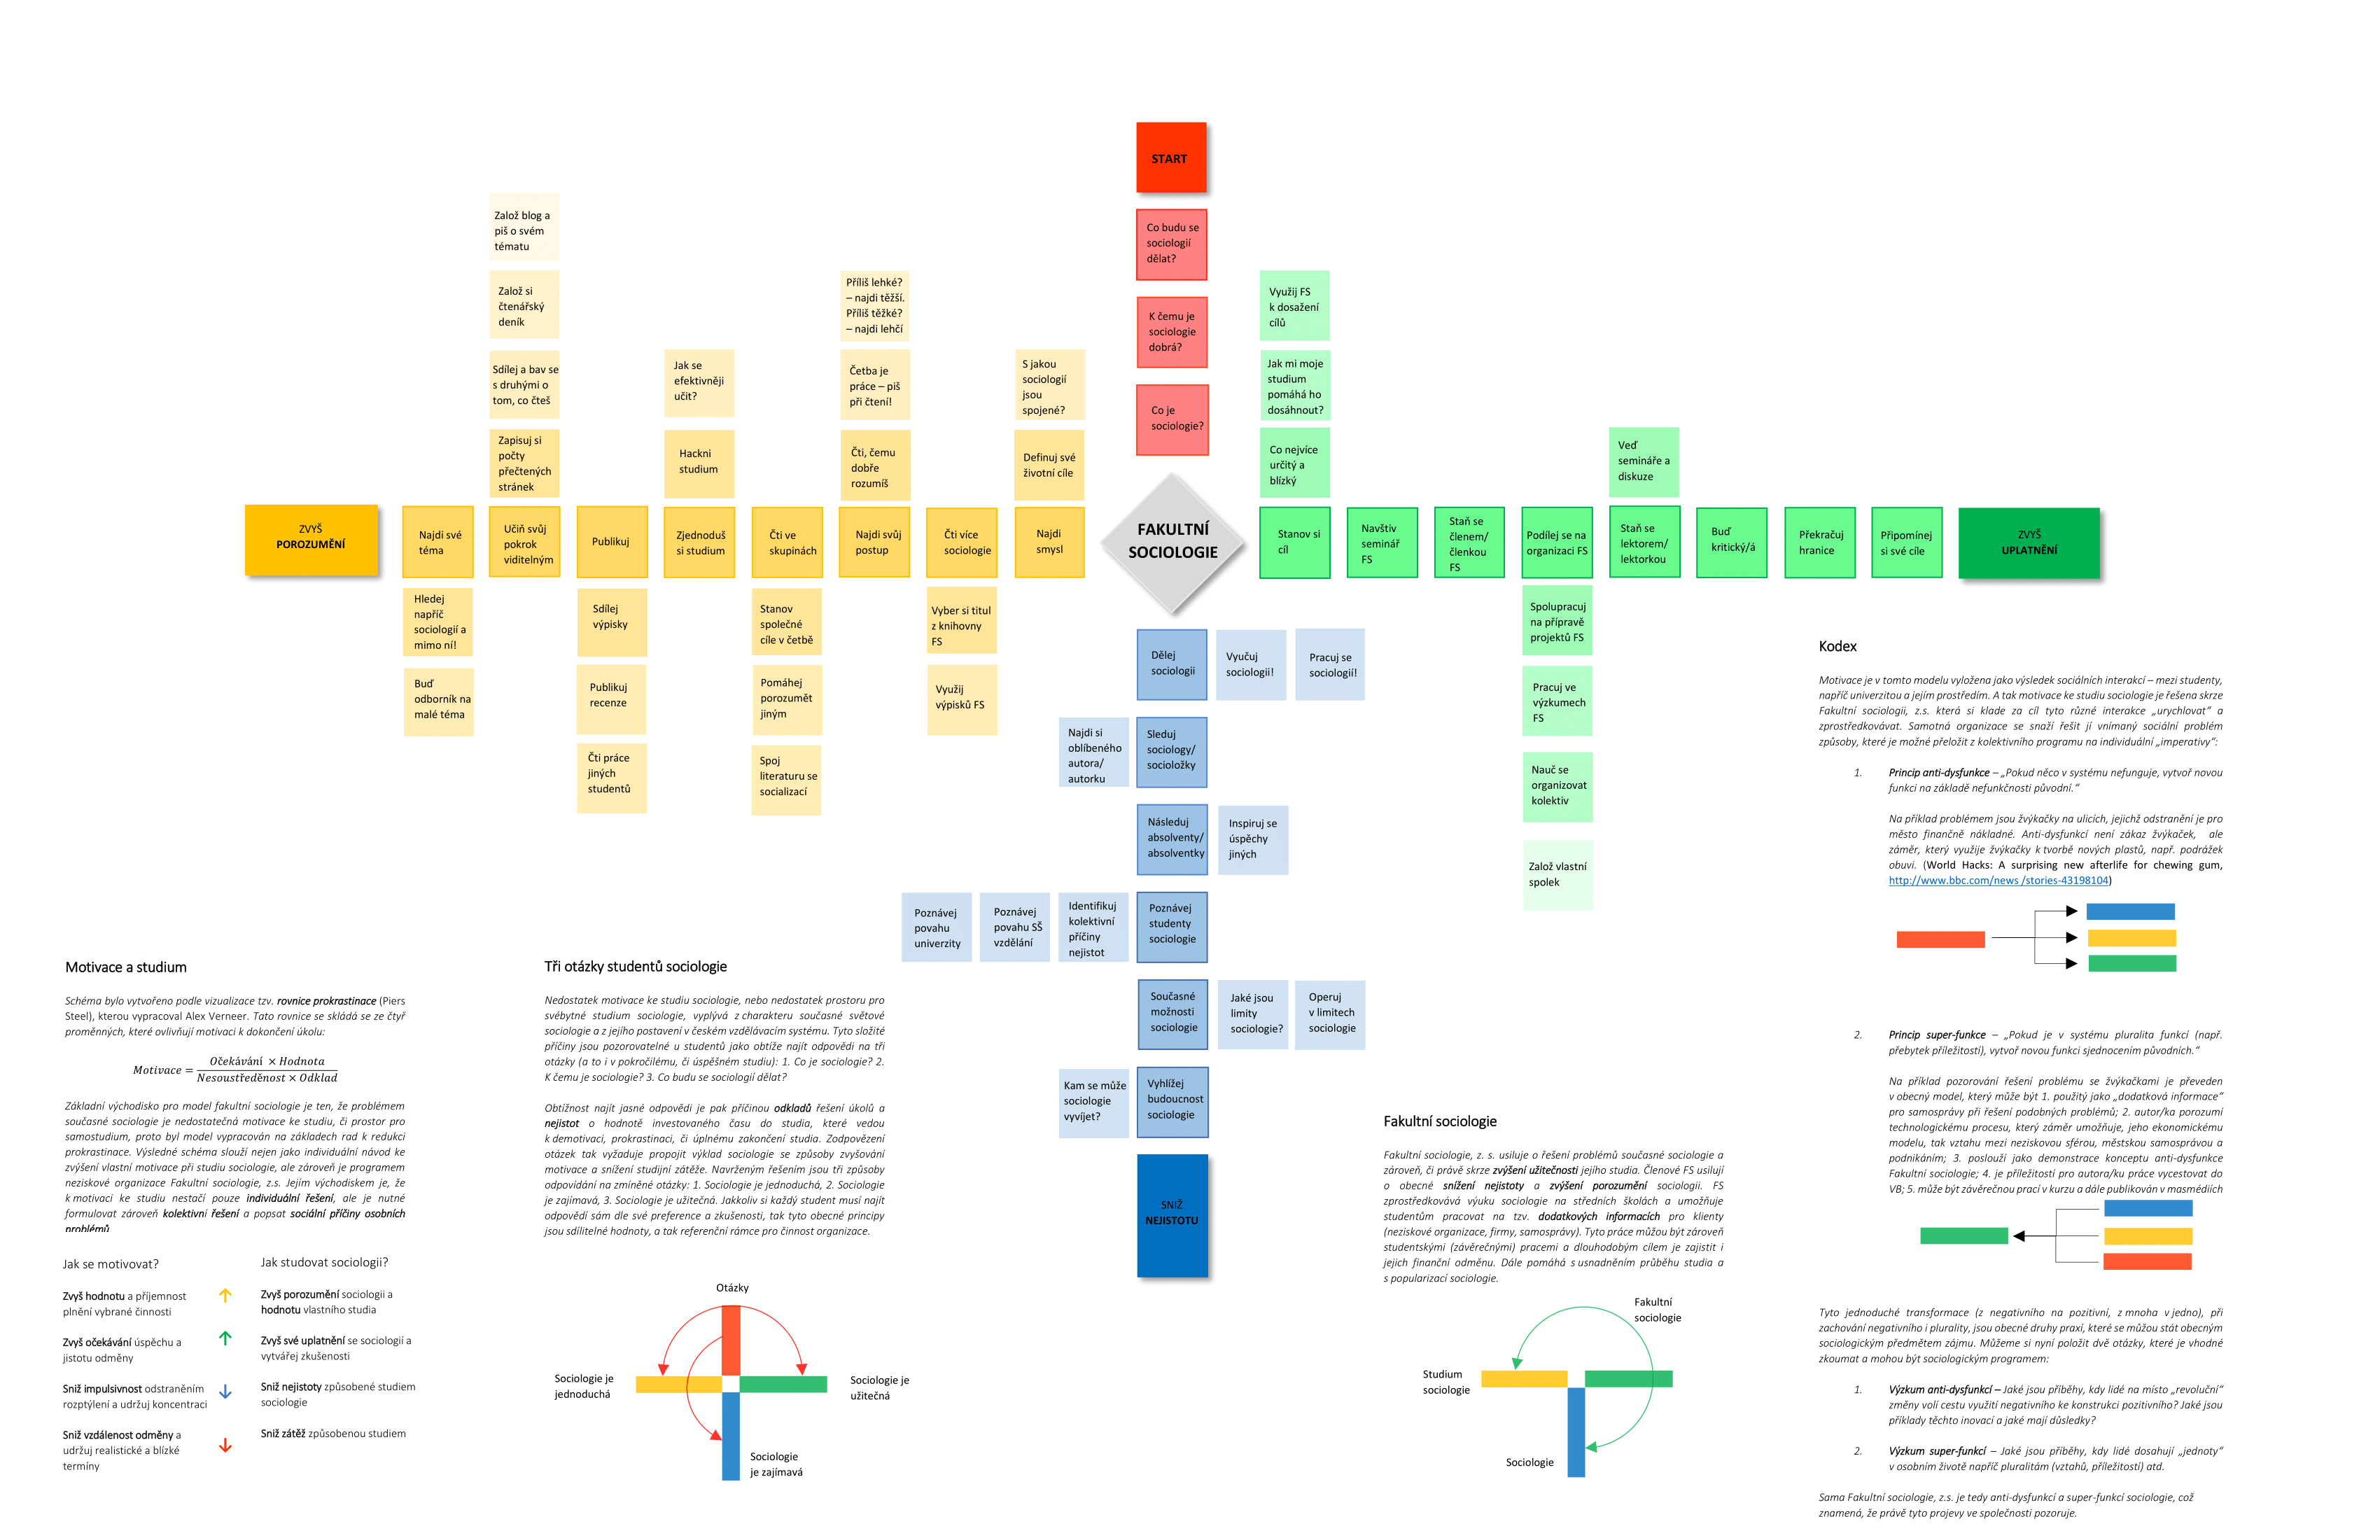 START
Co budu se
sociologií
dělat?
K čemu je
sociologie
dobrá?
Co je
sociologie?
FAKULTNÍ
SOCIOLOGIE
Založ blog a
piš o svém
tématu
Založ si
čtenářský
deník
Sdílej a bav se
s druhými o
tom, co čteš
Zapisuj si
počty
přečtených
stránek
Jak se
efektivněji
učit?
Hackni
studium
Příliš lehké?
– najdi těžší.
Příliš těžké?
– najdi lehčí
Četba je
práce – piš
při čtení!
Čti, čemu
dobře
rozumíš
S jakou
sociologií
jsou
spojené?
Definuj své
životní cíle
ZVYŠ
POROZUMĚNÍ
Najdi své
téma
Učiň svůj
pokrok
viditelným
Publikuj
Zjednoduš
si studium
Čti ve
skupinách
Najdi svůj
postup
Čti více
sociologie
Najdi
smysl
Hledej
napříč
sociologií a
mimo ní!
Buď
odborník na
malé téma
Sdílej
výpisky
Publikuj
recenze
Čti práce
jiných
studentů
Stanov
společné
cíle v četbě
Pomáhej
porozumět
jiným
Spoj
literaturu se
socializací
Vyber si titul
z knihovny
FS
Využij
výpisků FS
Využij FS
k dosažení
cílů
Jak mi moje
studium
pomáhá ho
dosáhnout?
Co nejvíce
určitý a
blízký
Veď
semináře a
diskuze
Stanov si
cíl
Navštiv
seminář
FS
Staň se
členem/
členkou
FS
Podílej se na
organizaci FS
Staň se
lektorem/
lektorkou
Buď
kritický/á
Překračuj
hranice
Připomínej
si své cíle
ZVYŠ
UPLATNĚNÍ
Spolupracuj
na přípravě
projektů FS
Pracuj ve
výzkumech
FS
Nauč se
organizovat
kolektiv
Založ vlastní
spolek
Dělej
sociologii
Vyučuj
sociologii!
Pracuj se
sociologií!
Najdi si
oblíbeného
autora/
autorku
Sleduj
sociology/
socioložky
Následuj
absolventy/
absolventky
Inspiruj se
úspěchy
jiných
Poznávej
povahu
univerzity
Poznávej
povahu SŠ
vzdělání
Identifikuj
kolektivní
příčiny
nejistot
Poznávej
studenty
sociologie
Současné
možnosti
sociologie
Jaké jsou
limity
sociologie?
Operuj
v limitech
sociologie
Kam se může
sociologie
vyvíjet?
Vyhlížej
budoucnost
sociologie
SNIŽ
NEJISTOTU
Motivace a studium
Schéma bylo vytvořeno podle vizualizace tzv. rovnice prokrastinace (Piers
Steel), kterou vypracoval Alex Verneer. Tato rovnice se skládá se ze čtyř
proměnných, které ovlivňují motivaci k dokončení úkolu:
Motivace = Očekávání × Hodnota
Nesoustředěnost × Odklad
Základní východisko pro model fakultní sociologie je ten, že problémem
současné sociologie je nedostatečná motivace ke studiu, či prostor pro
samostudium, proto byl model vypracován na základech rad k redukci
prokrastinace. Výsledné schéma slouží nejen jako individuální návod ke
zvýšení vlastní motivace při studiu sociologie, ale zároveň je programem
neziskové organizace Fakultní sociologie, z.s. Jejím východiskem je, že
k motivaci ke studiu nestačí pouze individuální řešení, ale je nutné
formulovat zároveň kolektivn řešení a popsat sociální příčiny osobních
problémů
Jak se motivovat?
Zvyš hodnotu a příjemnost
plnění vybrané činnosti
Zvyš očekávání úspěchu a
jistotu odměny
Sniž impulsivnost odstraněním
rozptýlení a udržuj koncentraci
Sniž vzdálenost odměny a
udržuj realistické a blízké
termíny
Jak studovat sociologii?
Zvyš porozumění sociologii a
hodnotu vlastního studia
Zvyš své uplatnění se sociologií a
vytvářej zkušenosti
Sniž nejistoty způsobené studiem
sociologie
Sniž zátěž způsobenou studiem
Tři otázky studentů sociologie
Nedostatek motivace ke studiu sociologie, nebo nedostatek prostoru pro
svébytné studium sociologie, vyplývá z charakteru současné světové
sociologie a z jejího postavení v českém vzdělávacím systému. Tyto složité
příčiny jsou pozorovatelné u studentů jako obtíže najít odpovědi na tři
otázky (a to i v pokročilému, či úspěšném studiu): 1. Co je sociologie? 2.
K čemu je sociologie? 3. Co budu se sociologií dělat?
Obtížnost najít jasné odpovědi je pak příčinou odkladů řešení úkolů a
nejistot o hodnotě investovaného času do studia, které vedou
k demotivaci, prokrastinaci, či úplnému zakončení studia. Zodpovězení
otázek tak vyžaduje propojit výklad sociologie se způsoby zvyšování
motivace a snížení studijní zátěže. Navrženým řešením jsou tři způsoby
odpovídání na zmíněné otázky: 1. Sociologie je jednoduchá, 2. Sociologie
je zajímavá, 3. Sociologie je užitečná. Jakkoliv si každý student musí najít
odpovědí sám dle své preference a zkušenosti, tak tyto obecné principy
jsou sdílitelné hodnoty, a tak referenční rámce pro činnost organizace.
Otázky
Sociologie je
jednoduchá
Sociologie je
užitečná
Sociologie
je zajímavá
Fakultní sociologie
Fakultní sociologie, z. s. usiluje o řešení problémů současné sociologie a
zároveň, či právě skrze zvýšení užitečnosti jejího studia. Členové FS usilují
o obecné snížení nejistoty a zvýšení porozumění sociologii. FS
zprostředkovává výuku sociologie na středních školách a umožňuje
studentům pracovat na tzv. dodatkových informacích pro klienty
(neziskové organizace, firmy, samosprávy). Tyto práce můžou být zároveň
studentskými (závěrečnými) pracemi a dlouhodobým cílem je zajistit i
jejich finanční odměnu. Dále pomáhá s usnadněním průběhu studia a
s popularizací sociologie.
Fakultní
sociologie
Studium
sociologie
Sociologie
Kodex
Motivace je v tomto modelu vyložena jako výsledek sociálních interakcí – mezi studenty,
napříč univerzitou a jejím prostředím. A tak motivace ke studiu sociologie je řešena skrze
Fakultní sociologii, z.s. která si klade za cíl tyto různé interakce „urychlovat“ a
zprostředkovávat. Samotná organizace se snaží řešit jí vnímaný sociální problém
způsoby, které je možné přeložit z kolektivního programu na individuální „imperativy“:
1. Princip anti-dysfunkce – „Pokud něco v systému nefunguje, vytvoř novou
funkci na základě nefunkčnosti původní.“
Na příklad problémem jsou žvýkačky na ulicích, jejichž odstranění je pro
město finančně nákladné. Anti-dysfunkcí není zákaz žvýkaček, ale
záměr, který využije žvýkačky k tvorbě nových plastů, např. podrážek
obuvi. (World Hacks: A surprising new afterlife for chewing gum,
http://www.bbc.com/news /stories-43198104)
2. Princip super-funkce – „Pokud je v systému pluralita funkcí (např.
přebytek příležitostí), vytvoř novou funkci sjednocením původních.“
Na příklad pozorování řešení problému se žvýkačkami je převeden
v obecný model, který může být 1. použitý jako „dodatková informace“
pro samosprávy při řešení podobných problémů; 2. autor/ka porozumí
technologickému procesu, který záměr umožňuje, jeho ekonomickému
modelu, tak vztahu mezi neziskovou sférou, městskou samosprávou a
podnikáním; 3. poslouží jako demonstrace konceptu anti-dysfunkce
Fakultní sociologie; 4. je příležitostí pro autora/ku práce vycestovat do
VB; 5. může být závěrečnou prací v kurzu a dále publikován v masmédiích
Tyto jednoduché transformace (z negativního na pozitivní, z mnoha v jedno), při
zachování negativního i plurality, jsou obecné druhy praxí, které se můžou stát obecným
sociologickým předmětem zájmu. Můžeme si nyní položit dvě otázky, které je vhodné
zkoumat a mohou být sociologickým programem:
1. Výzkum anti-dysfunkcí – Jaké jsou příběhy, kdy lidé na místo „revoluční“
změny volí cestu využití negativního ke konstrukci pozitivního? Jaké jsou
příklady těchto inovací a jaké mají důsledky?
2. Výzkum super-funkcí – Jaké jsou příběhy, kdy lidé dosahují „jednoty“
v osobním životě napříč pluralitám (vztahů, příležitostí) atd.
Sama Fakultní sociologie, z.s. je tedy anti-dysfunkcí a super-funkcí sociologie, což
znamená, že právě tyto projevy ve společnosti pozoruje.